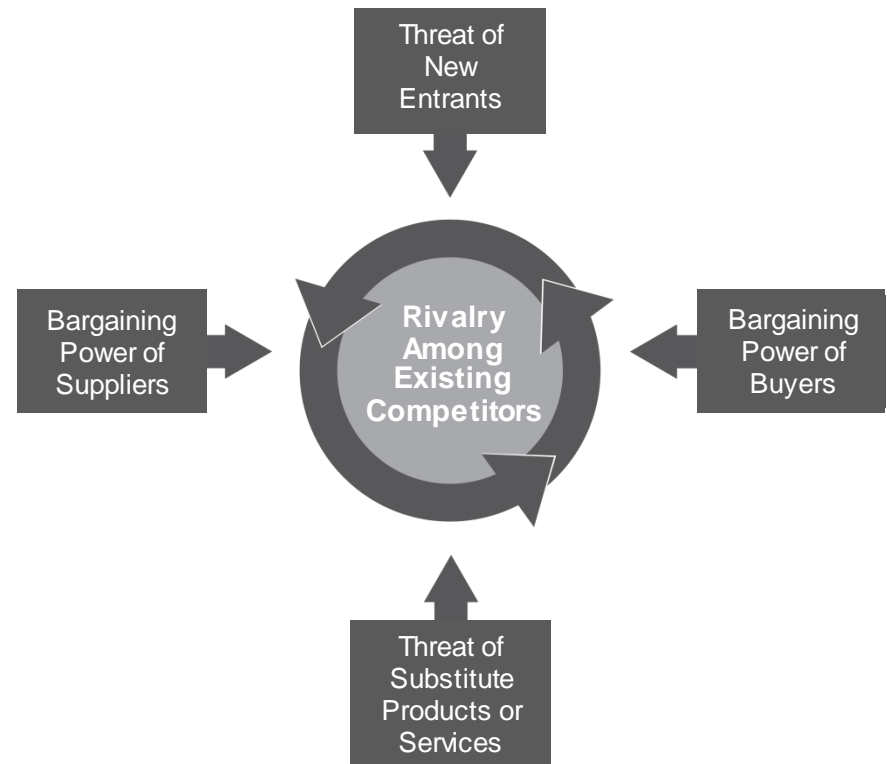 Threat of
New
Entrants
Bargaining
Power of
Suppliers
Rivalry
Among
Existing
Competitors
Bargaining
Power of
Buyers
Threat of
Substitute
Products or
Services